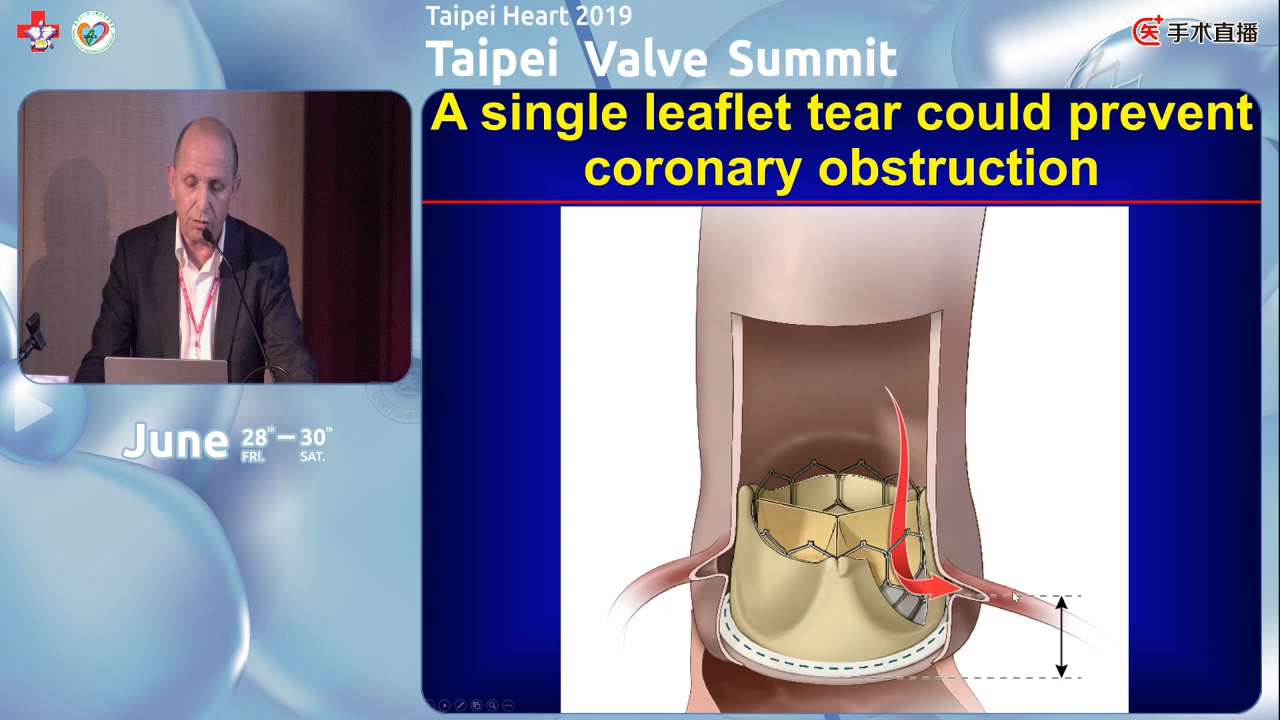 Taipei Heart 2019
Taipei Valve Summit
手术直播
A single leaflet tear could prevent
coronary obstruction
June 28th — 30th
FRI. SAT.